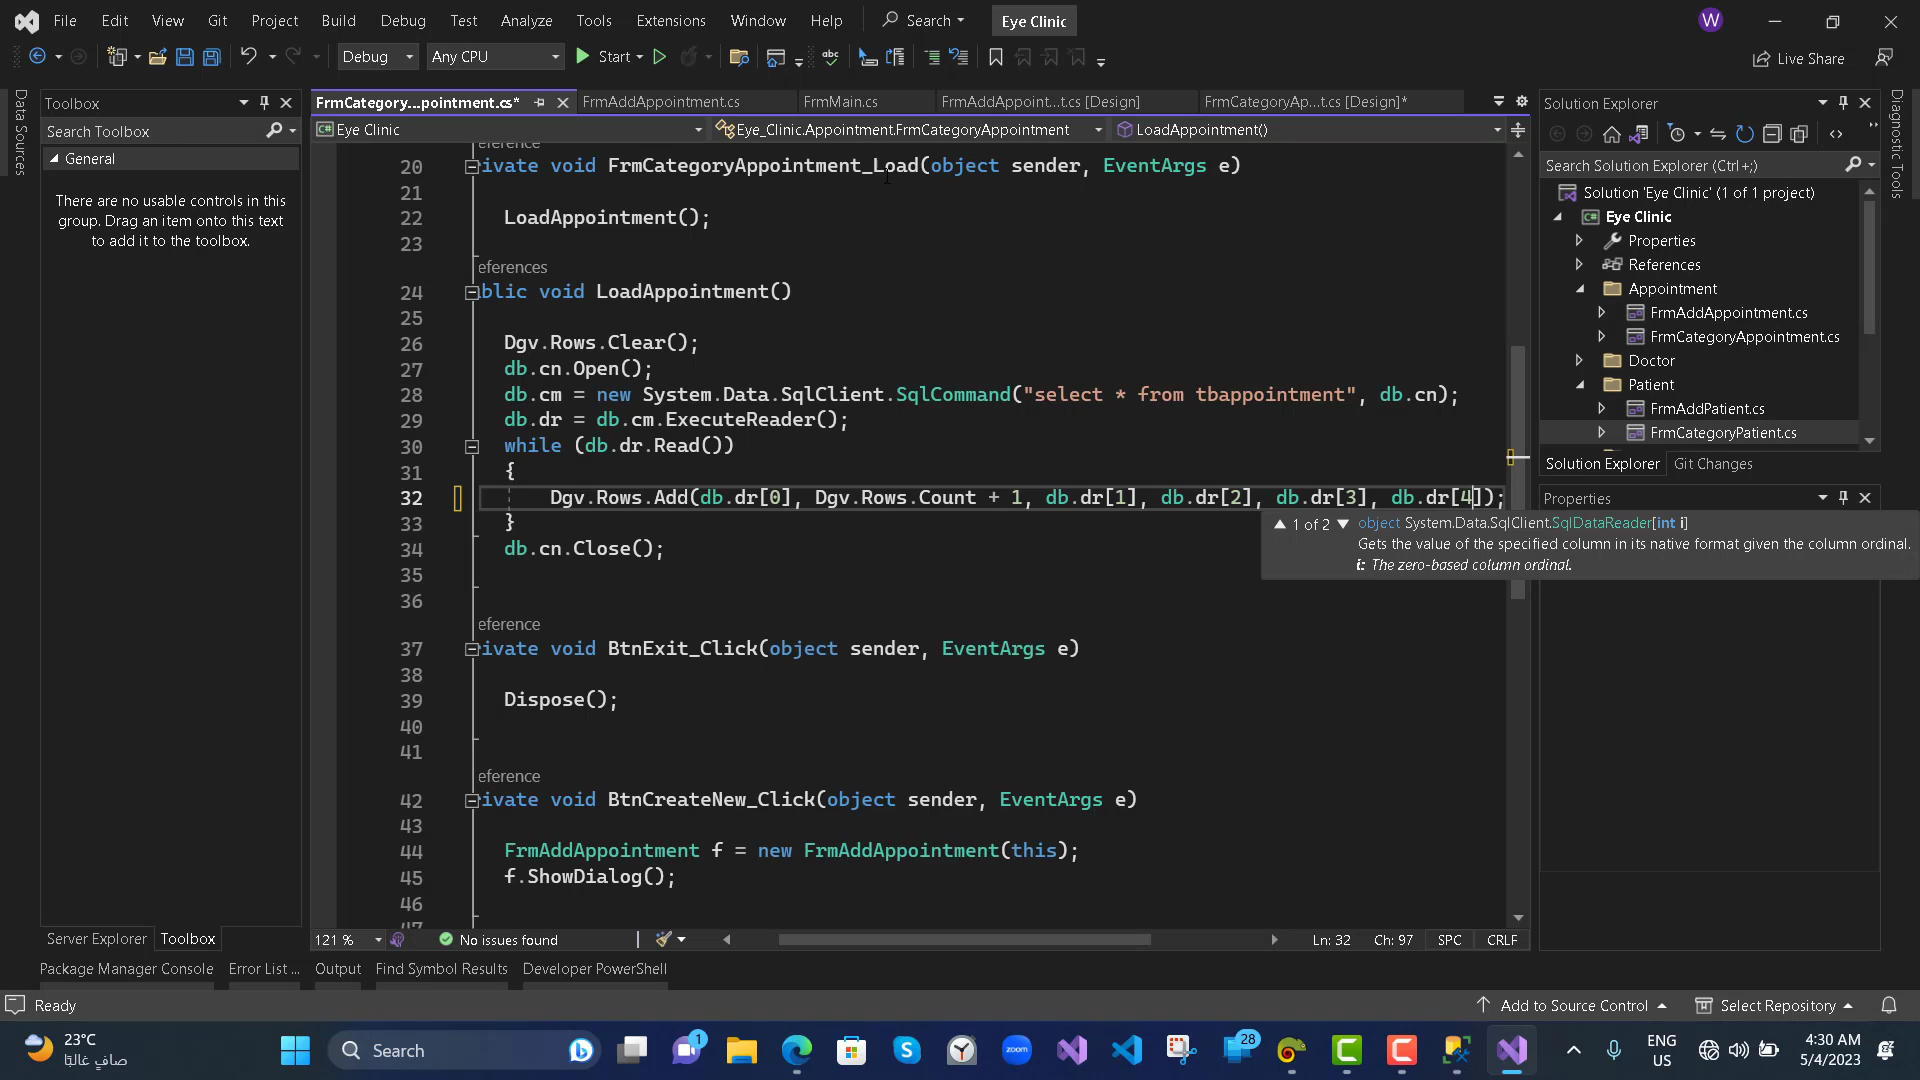 File Edit View Git Project Build Debug Test Analyze Tools Extensions Window Help Search Eye Clinic W
Debug Any CPU Start Live Share
Data Sources
Toolbox
Search Toolbox
General
There are no usable controls in this
group. Drag an item onto this text
to add it to the toolbox.
Server Explorer Toolbox
FrmCategory...pointment.cs* FrmAddAppointment.cs FrmMain.cs FrmAddAppoint...t.cs [Design] FrmCategoryAp...t.cs [Design]*
Eye Clinic Eye_Clinic.Appointment.FrmCategoryAppointment LoadAppointment()
eference
20 ivate void FrmCategoryAppointment_Load(object sender, EventArgs e)
21
22 LoadAppointment();
23
eferences
24 blic void LoadAppointment()
25
26 Dgv.Rows.Clear();
27 db.cn.Open();
28 db.cm = new System.Data.SqlClient.SqlCommand("select * from tbappointment", db.cn);
29 db.dr = db.cm.ExecuteReader();
30 while (db.dr.Read())
31 {
32 Dgv.Rows.Add(db.dr[0], Dgv.Rows.Count + 1, db.dr[1], db.dr[2], db.dr[3], db.dr[4]);
33 }
34 db.cn.Close();
35
36
eference
37 ivate void BtnExit_Click(object sender, EventArgs e)
38
39 Dispose();
40
41
eference
42 ivate void BtnCreateNew_Click(object sender, EventArgs e)
43
44 FrmAddAppointment f = new FrmAddAppointment(this);
45 f.ShowDialog();
46
47
1 of 2 object System.Data.SqlClient.SqlDataReader[int i]
Gets the value of the specified column in its native format given the column ordinal.
i: The zero-based column ordinal.
121 % No issues found Ln: 32 Ch: 97 SPC CRLF
Solution Explorer
Search Solution Explorer (Ctrl+;)
Solution 'Eye Clinic' (1 of 1 project)
Eye Clinic
Properties
References
Appointment
FrmAddAppointment.cs
FrmCategoryAppointment.cs
Doctor
Patient
FrmAddPatient.cs
FrmCategoryPatient.cs
Solution Explorer Git Changes
Properties
Diagnostic Tools
Package Manager Console Error List ... Output Find Symbol Results Developer PowerShell
Ready Add to Source Control Select Repository
23°C
صافٍ غالبًا
Search
1
zoom
28
ENG
US
4:30 AM
5/4/2023